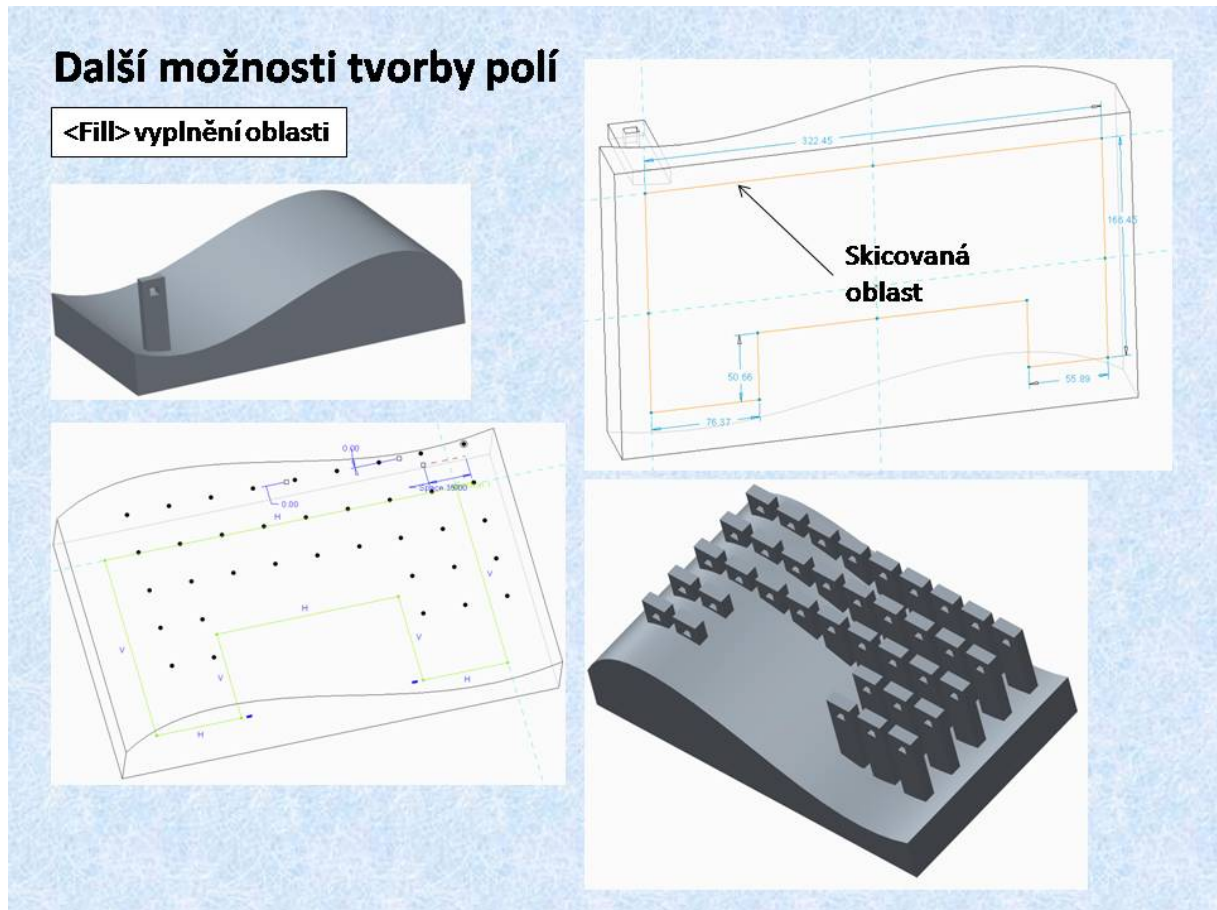 Další možnosti tvorby polí
<Fill> vyplnění oblasti
322.45
166.45
Skicovaná
oblast
50.66
76.37
55.89
0.00
0.00
H
H
V
V
V
V
H
H